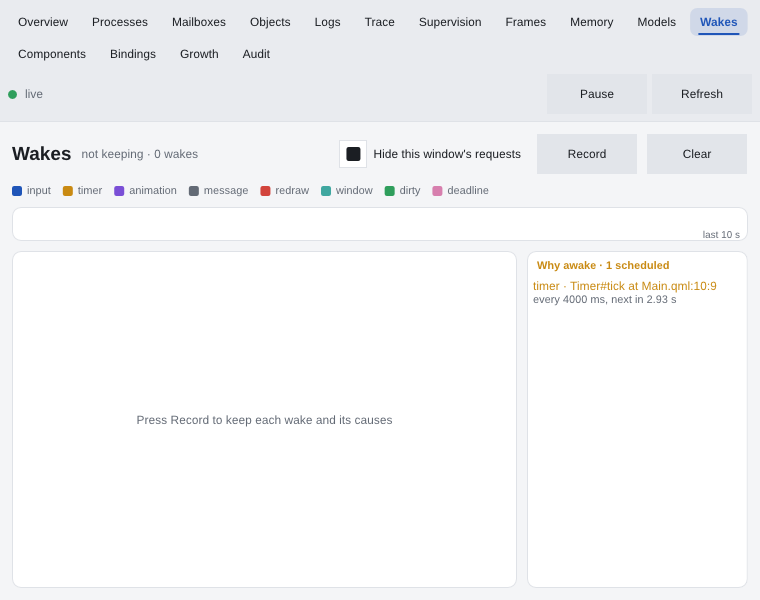 Overview Processes Mailboxes Objects Logs Trace Supervision Frames Memory Models Wakes
Components Bindings Growth Audit
live Pause Refresh
Wakes not keeping · 0 wakes Hide this window's requests Record Clear
input timer animation message redraw window dirty deadline
last 10 s
Why awake · 1 scheduled
timer · Timer#tick at Main.qml:10:9
every 4000 ms, next in 2.93 s
Press Record to keep each wake and its causes